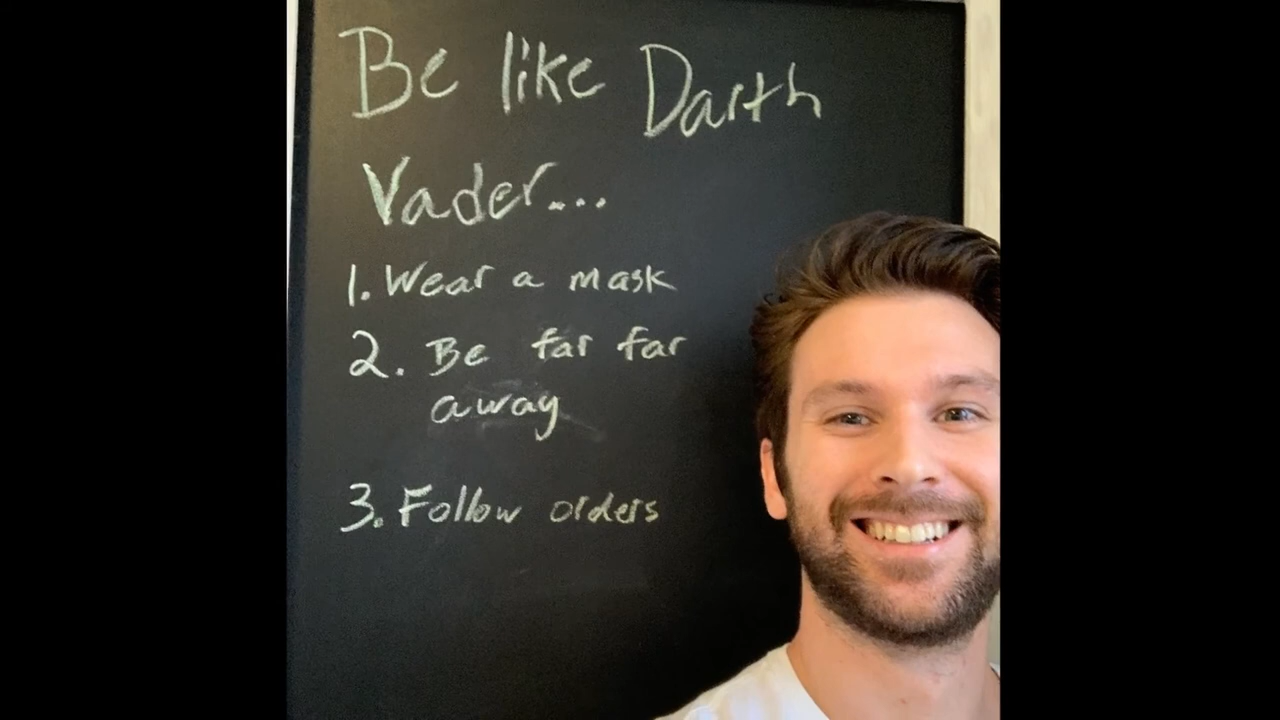 Be like Darth
Vader...
1. Wear a mask
2. Be far far
away
3. Follow orders